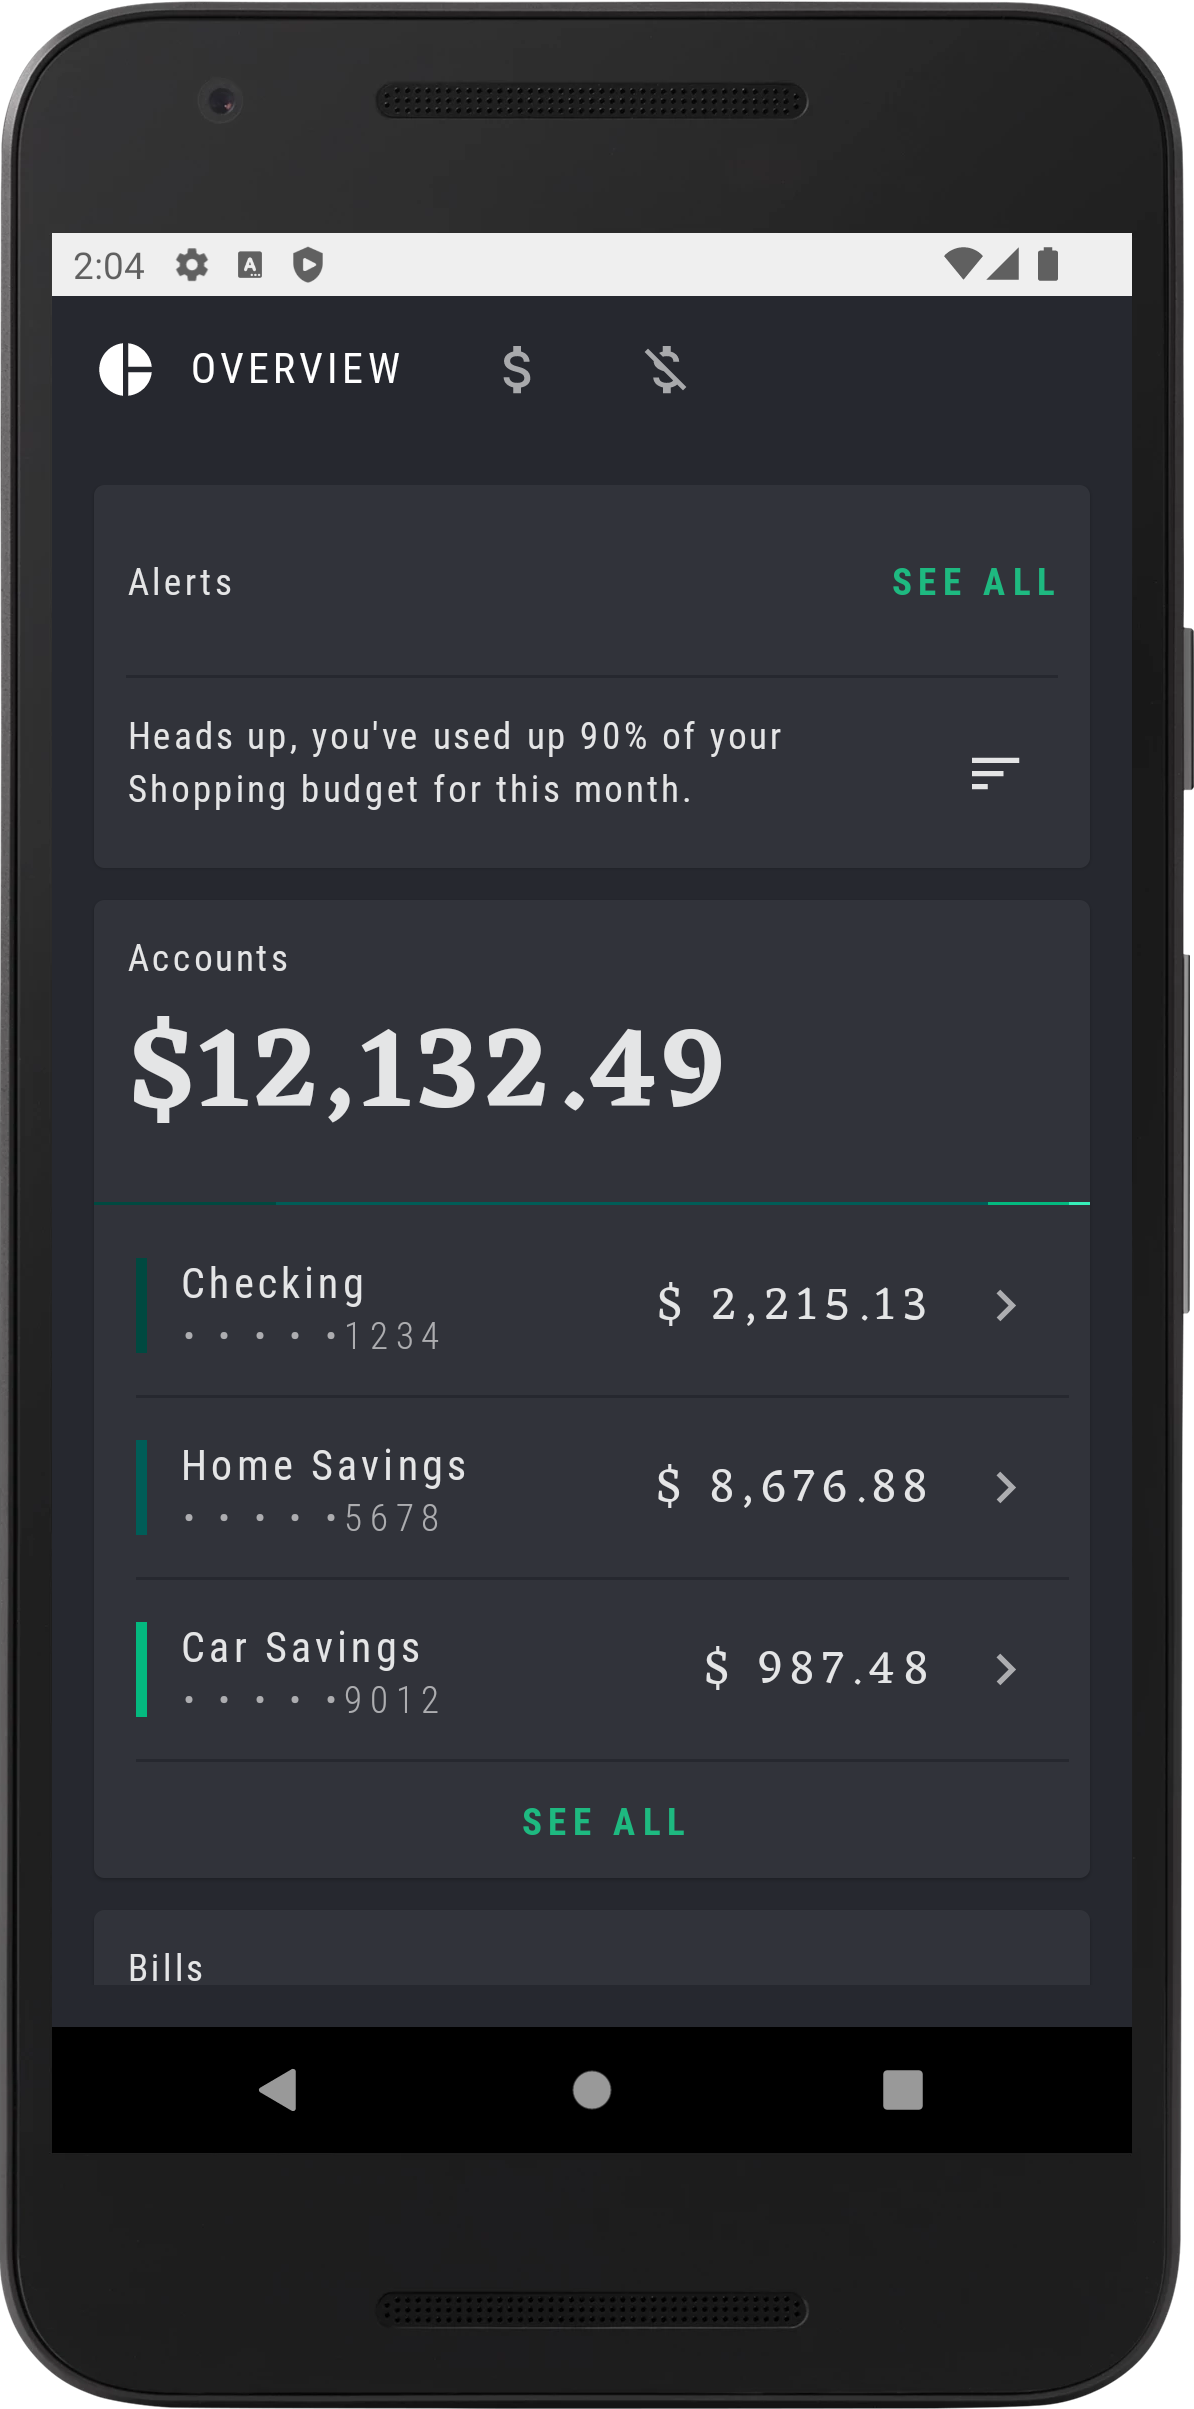 2:04
OVERVIEW
Alerts
SEE ALL
Heads up, you've used up 90% of your
Shopping budget for this month.
Accounts
$12,132.49
Checking
$ 2,215.13
• • • • •1234
Home Savings
$ 8,676.88
• • • • •5678
Car Savings
$ 987.48
• • • • •9012
SEE ALL
Bills